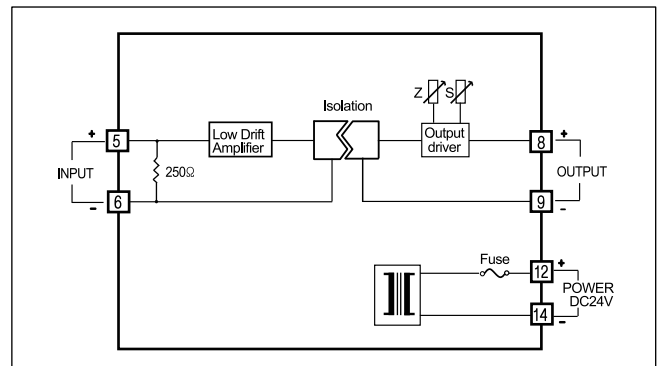 Isolation
Z
S
+
5
Low Drift
Amplifier
Output
driver
8
+
INPUT
250Ω
OUTPUT
-
6
9
-
Fuse
12
+
POWER
DC24V
14
-